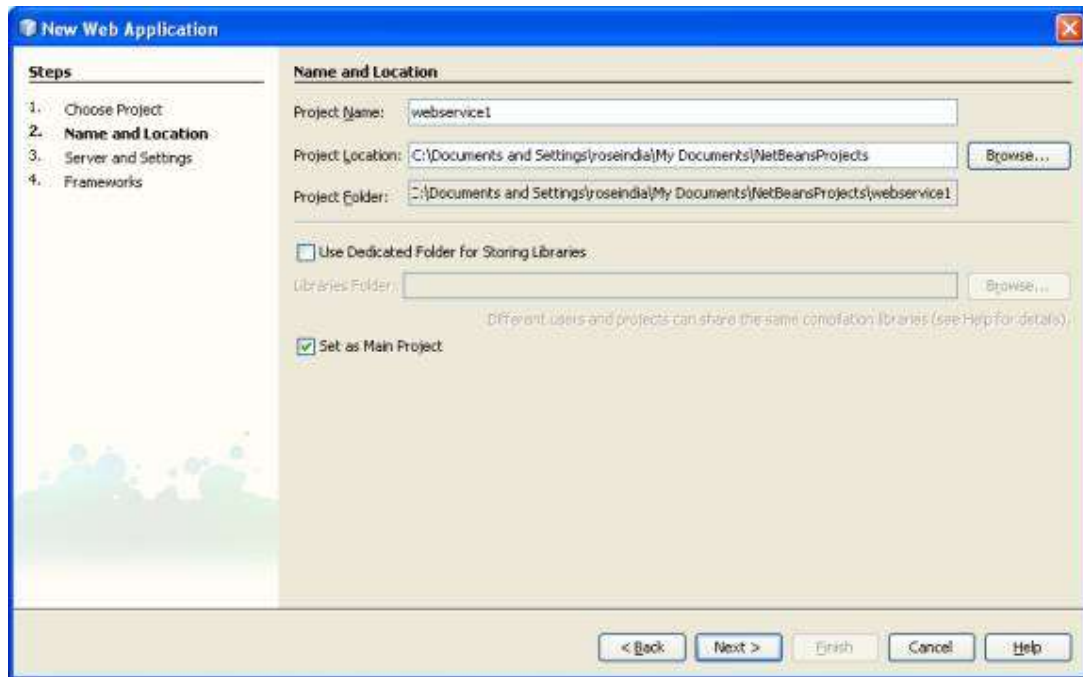 New Web Application
Steps
1. Choose Project
2. Name and Location
3. Server and Settings
4. Frameworks
Name and Location
Project Name: webservice1
Project Location: C:\Documents and Settings\roseindia\My Documents\NetBeansProjects Browse...
Project Folder: C:\Documents and Settings\roseindia\My Documents\NetBeansProjects\webservice1
Use Dedicated Folder for Storing Libraries
Libraries Folder: Browse...
Different users and projects can share the same compilation libraries (see Help for details).
Set as Main Project
< Back Next > Finish Cancel Help